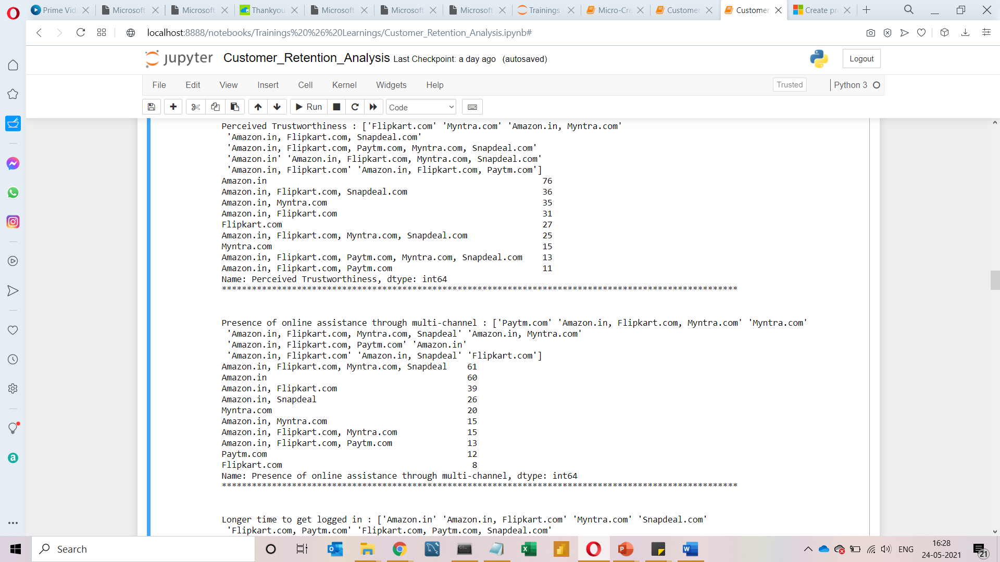 Prime Vid
Microsoft
Microsoft
Thankyou
Microsoft
Microsoft
Microsoft
Trainings
Micro-Cre
Customer
Customer
Create pr
localhost:8888/notebooks/Trainings%20%26%20Learnings/Customer_Retention_Analysis.ipynb#
jupyter Customer_Retention_Analysis Last Checkpoint: a day ago (autosaved)
Logout
File Edit View Insert Cell Kernel Widgets Help
Trusted
Python 3
Run
Code
Perceived Trustworthiness : ['Flipkart.com' 'Myntra.com' 'Amazon.in, Myntra.com'
'Amazon.in, Flipkart.com, Snapdeal.com'
'Amazon.in, Flipkart.com, Paytm.com, Myntra.com, Snapdeal.com'
'Amazon.in' 'Amazon.in, Flipkart.com, Myntra.com, Snapdeal.com'
'Amazon.in, Flipkart.com' 'Amazon.in, Flipkart.com, Paytm.com']
Amazon.in 76
Amazon.in, Flipkart.com, Snapdeal.com 36
Amazon.in, Myntra.com 35
Amazon.in, Flipkart.com 31
Flipkart.com 27
Amazon.in, Flipkart.com, Myntra.com, Snapdeal.com 25
Myntra.com 15
Amazon.in, Flipkart.com, Paytm.com, Myntra.com, Snapdeal.com 13
Amazon.in, Flipkart.com, Paytm.com 11
Name: Perceived Trustworthiness, dtype: int64
*******************************************************************************************************
Presence of online assistance through multi-channel : ['Paytm.com' 'Amazon.in, Flipkart.com, Myntra.com' 'Myntra.com'
'Amazon.in, Flipkart.com, Myntra.com, Snapdeal' 'Amazon.in, Myntra.com'
'Amazon.in, Flipkart.com, Paytm.com' 'Amazon.in'
'Amazon.in, Flipkart.com' 'Amazon.in, Snapdeal' 'Flipkart.com']
Amazon.in, Flipkart.com, Myntra.com, Snapdeal 61
Amazon.in 60
Amazon.in, Flipkart.com 39
Amazon.in, Snapdeal 26
Myntra.com 20
Amazon.in, Myntra.com 15
Amazon.in, Flipkart.com, Myntra.com 15
Amazon.in, Flipkart.com, Paytm.com 13
Paytm.com 12
Flipkart.com 8
Name: Presence of online assistance through multi-channel, dtype: int64
*******************************************************************************************************
Longer time to get logged in : ['Amazon.in' 'Amazon.in, Flipkart.com' 'Myntra.com' 'Snapdeal.com'
'Flipkart.com, Paytm.com' 'Flipkart.com, Paytm.com, Snapdeal.com'
Search
ENG
16:28
24-05-2021
21